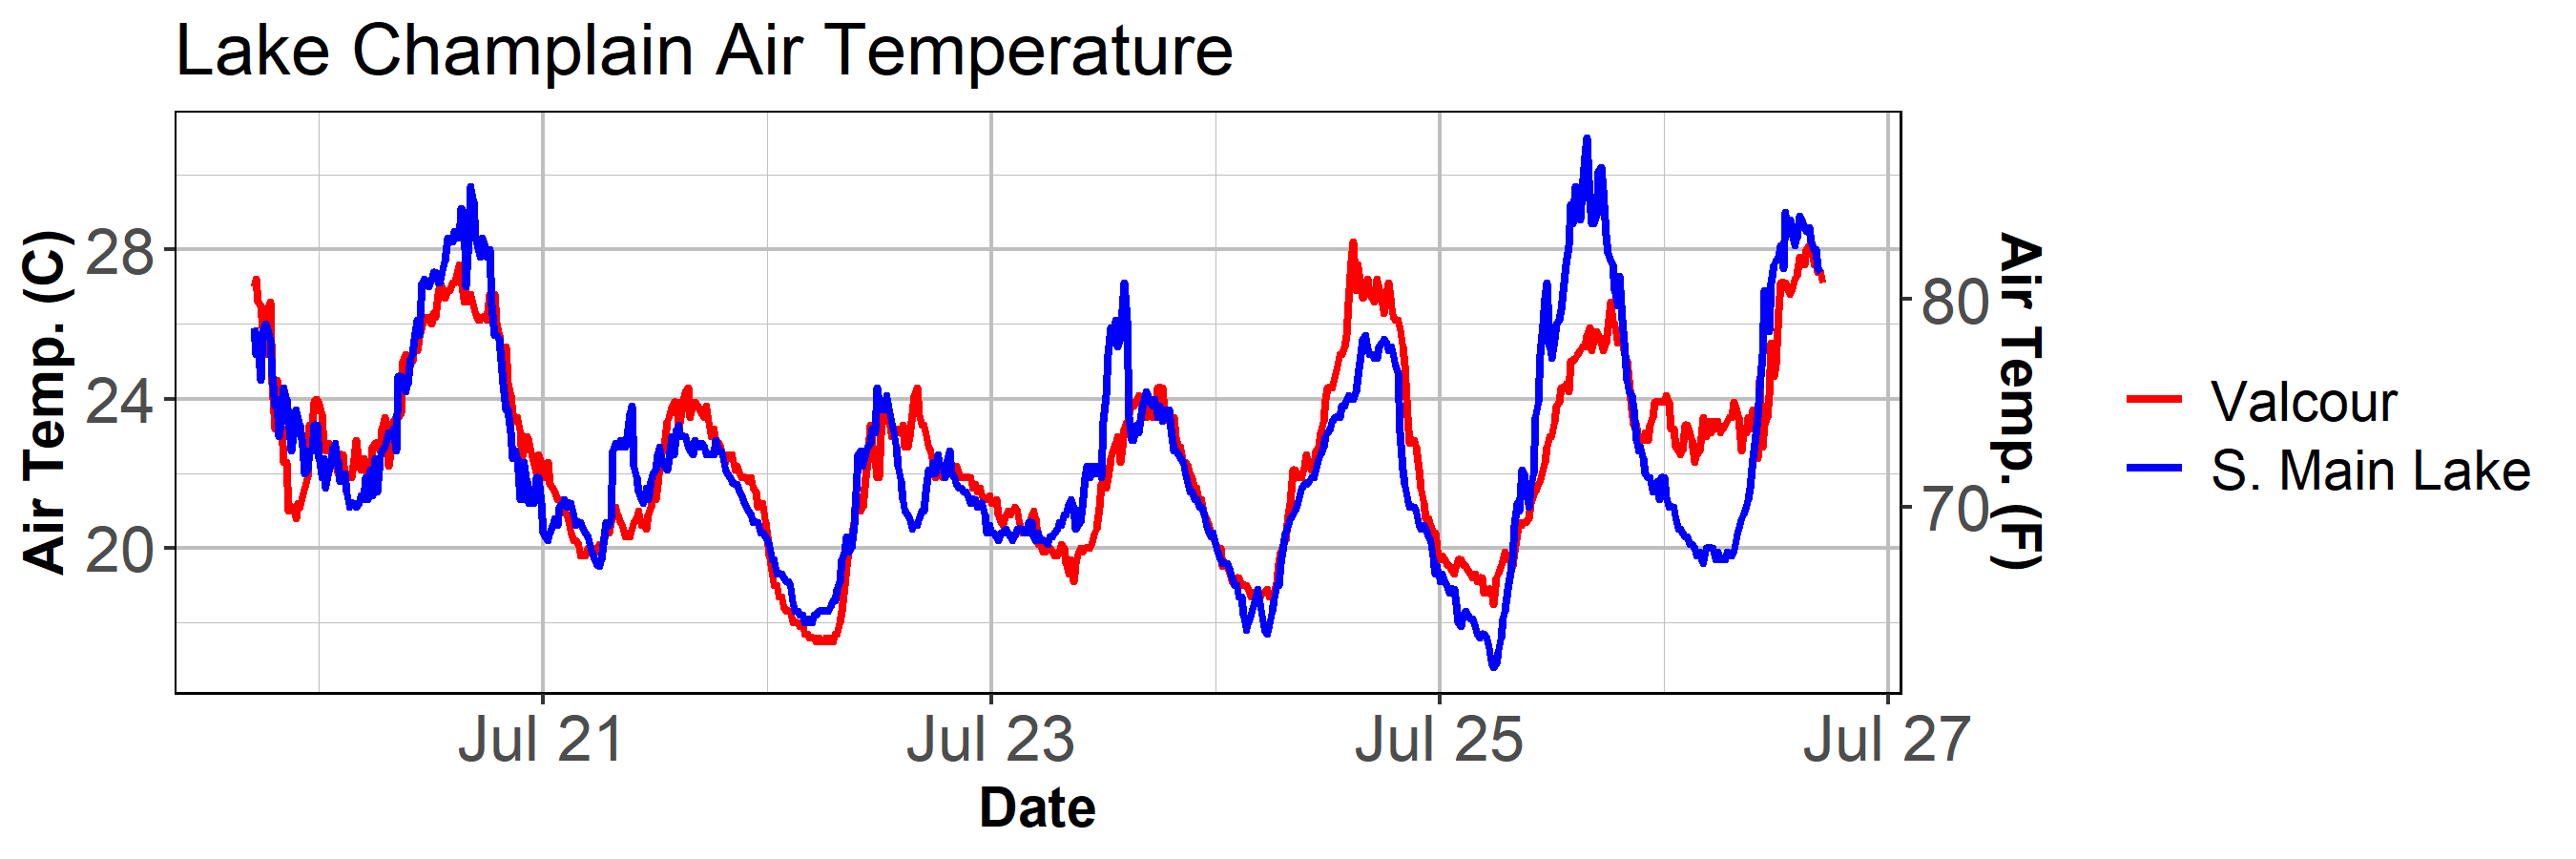 Lake Champlain Air Temperature
Air Temp. (C)
28
24
20
80
70
Air Temp. (F)
Valcour
S. Main Lake
Jul 21
Jul 23
Jul 25
Jul 27
Date